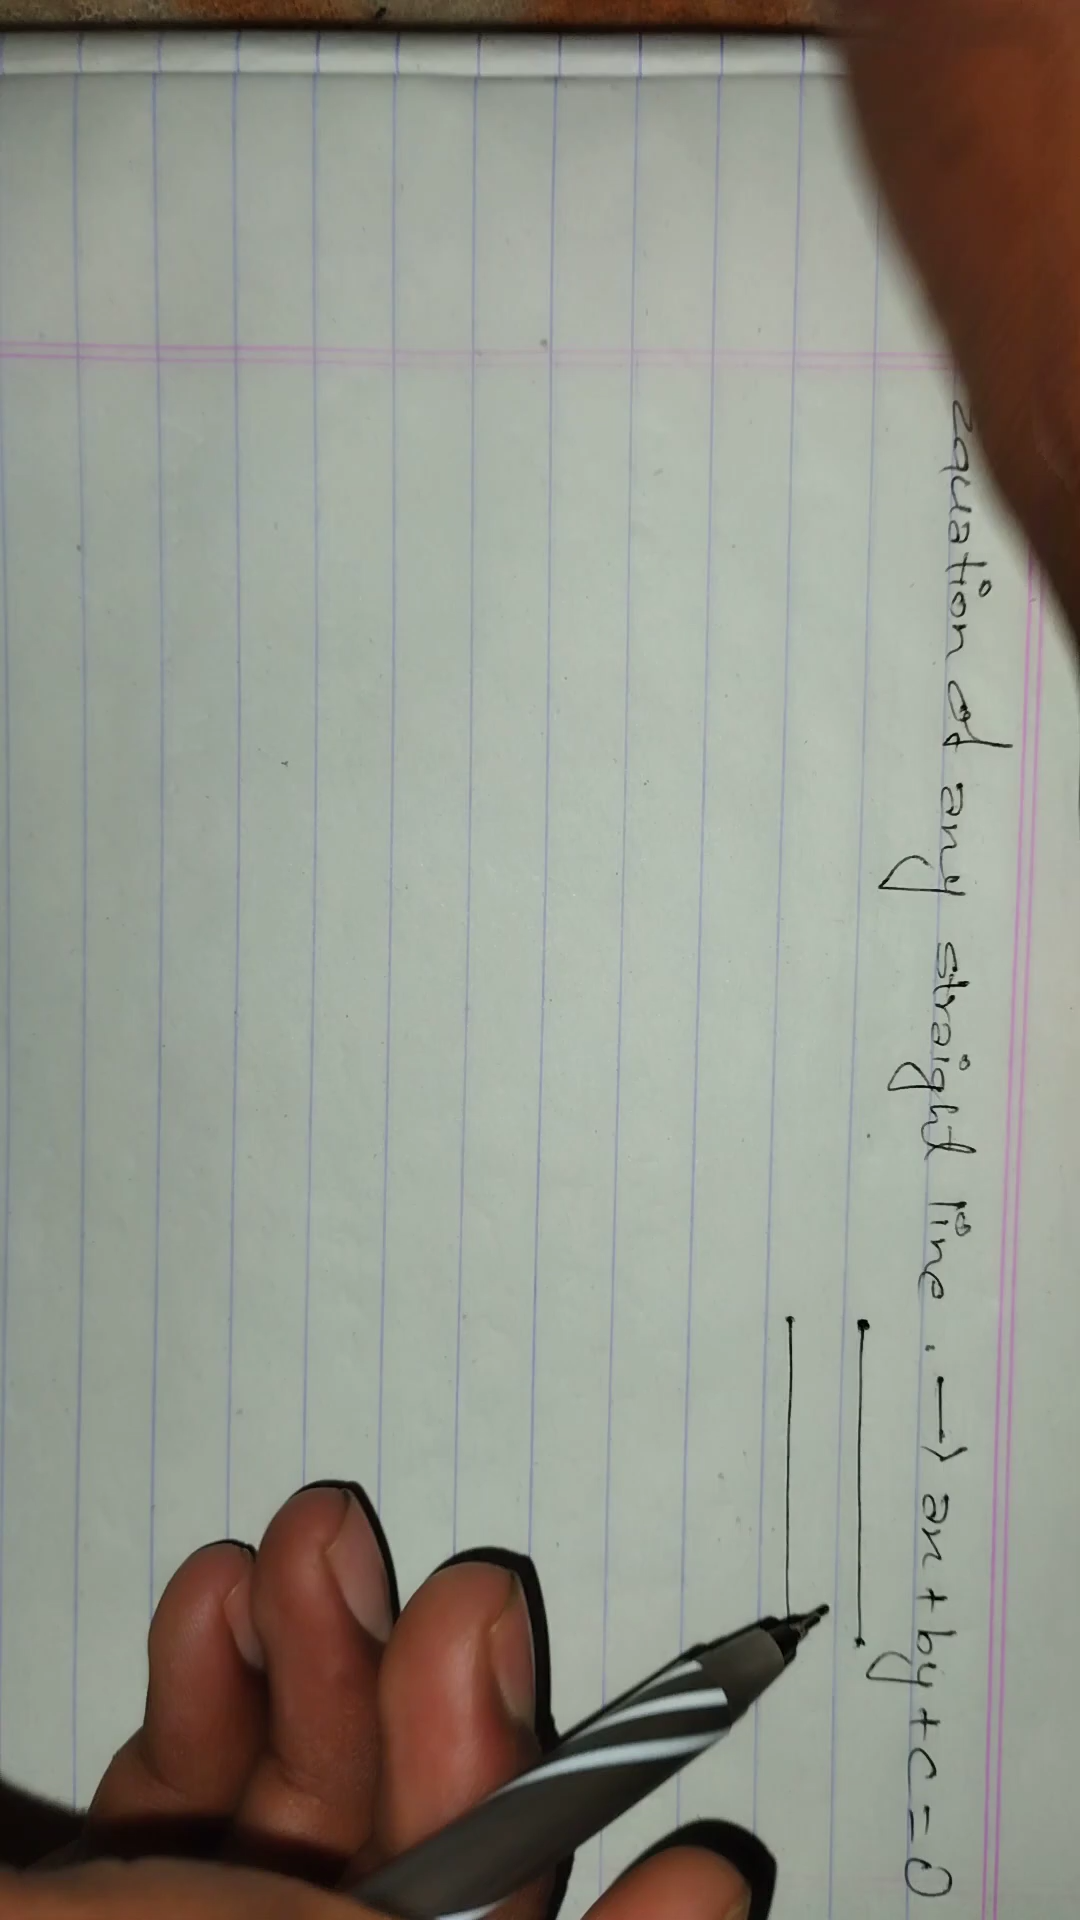 Equation of any straight line. → ax + by + c = 0